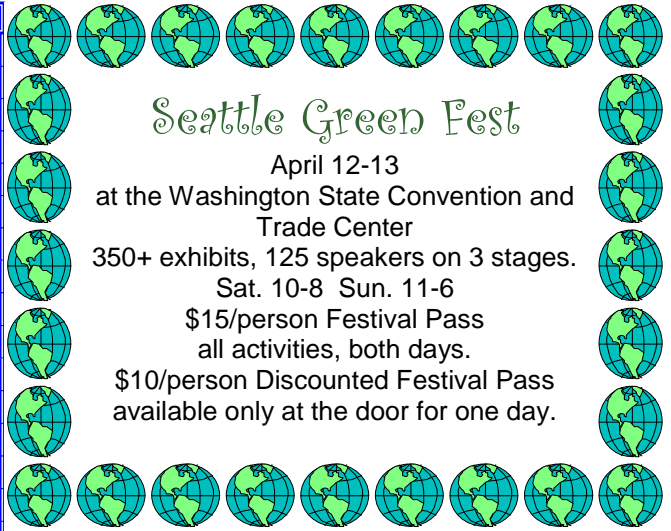 Seattle Green Fest
April 12-13
at the Washington State Convention and
Trade Center
350+ exhibits, 125 speakers on 3 stages.
Sat. 10-8  Sun. 11-6
$15/person Festival Pass
all activities, both days.
$10/person Discounted Festival Pass
available only at the door for one day.